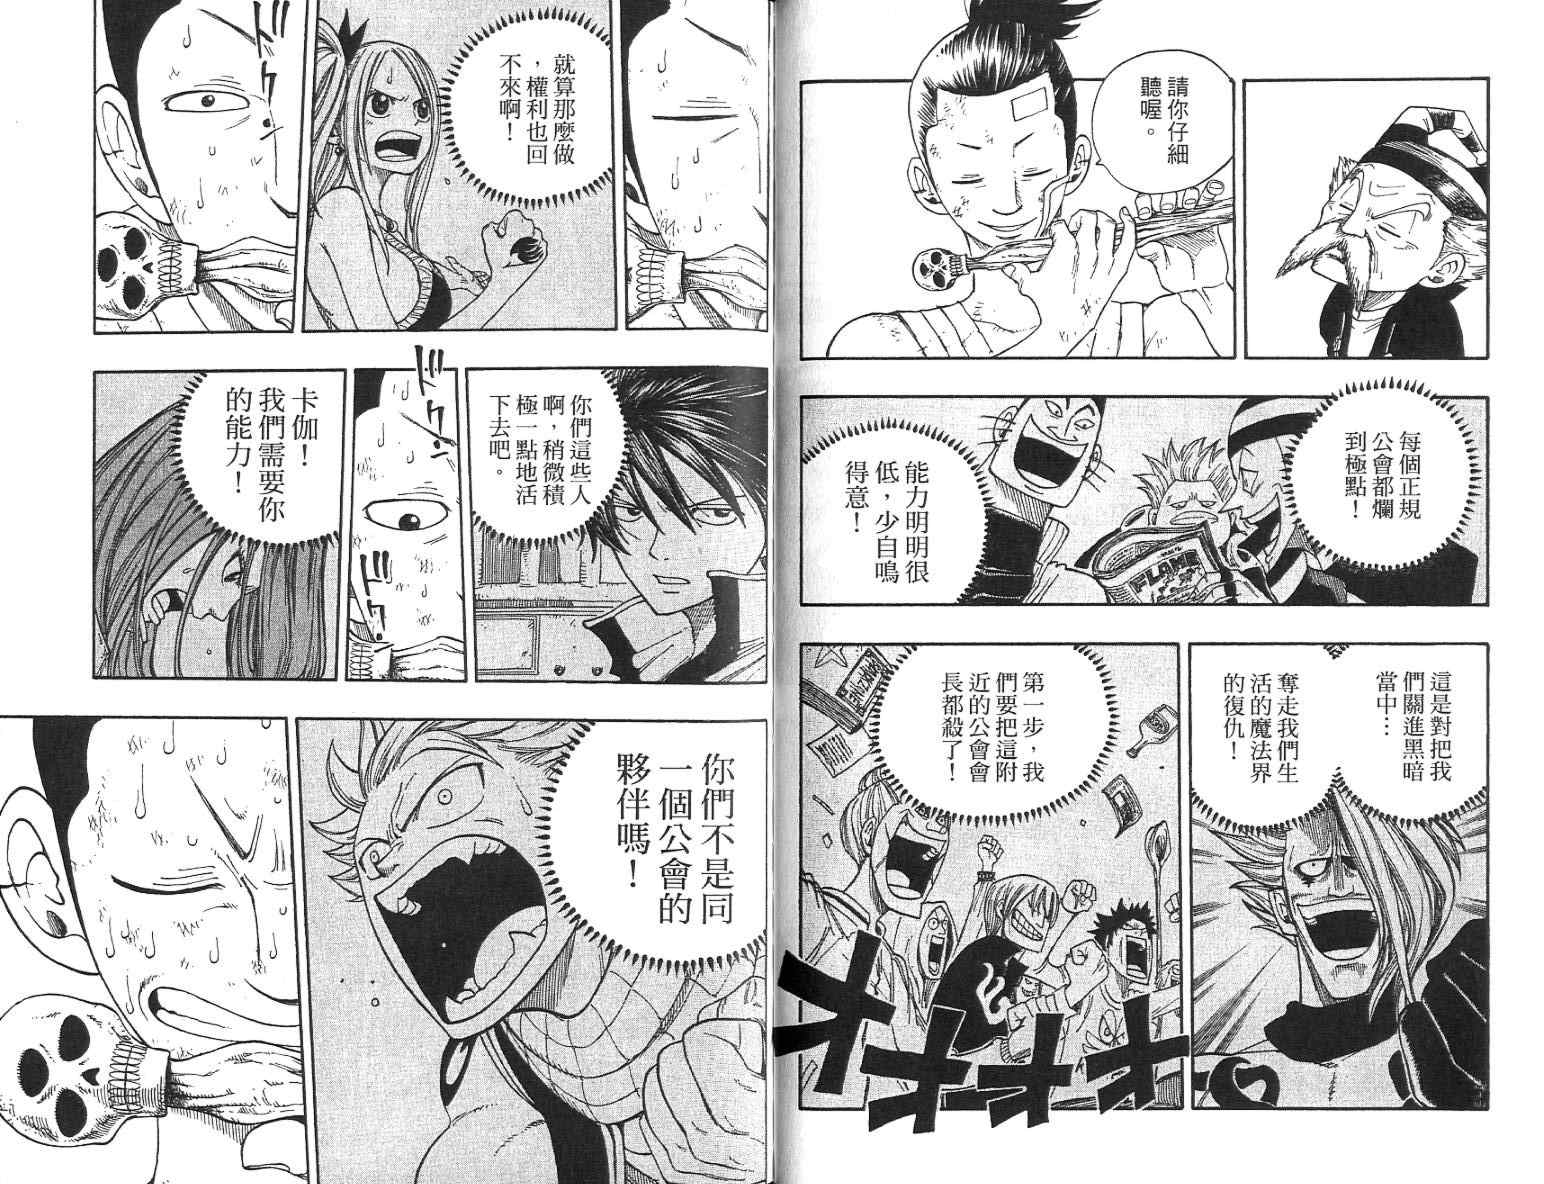 請你仔細
聽喔。
每個正規
公會都爛
到極點！
能力明明很
低，少自鳴
得意！
FLAME
這是對把我
們關進黑暗
當中…
奪走我們生
活的魔法界
的復仇！
第一步，我
們要把這附
近的公會會
長都殺了！
オオオオオ
ドクン
就算那麼做
，權利也回
不來啊！
你們這些人
啊，稍微積
極一點地活
下去吧。
ドクン
ドクン
卡伽！
我們需要你
的能力！
你們不是同
一個公會的
夥伴嗎！